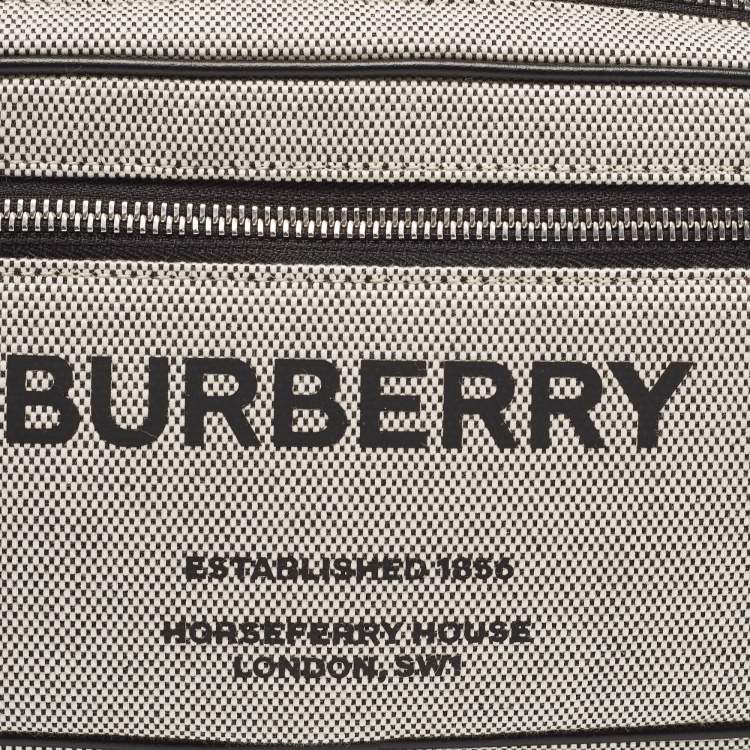 BURBERRY
ESTABLISHED 1856
HORSEFERRY HOUSE
LONDON, SW1